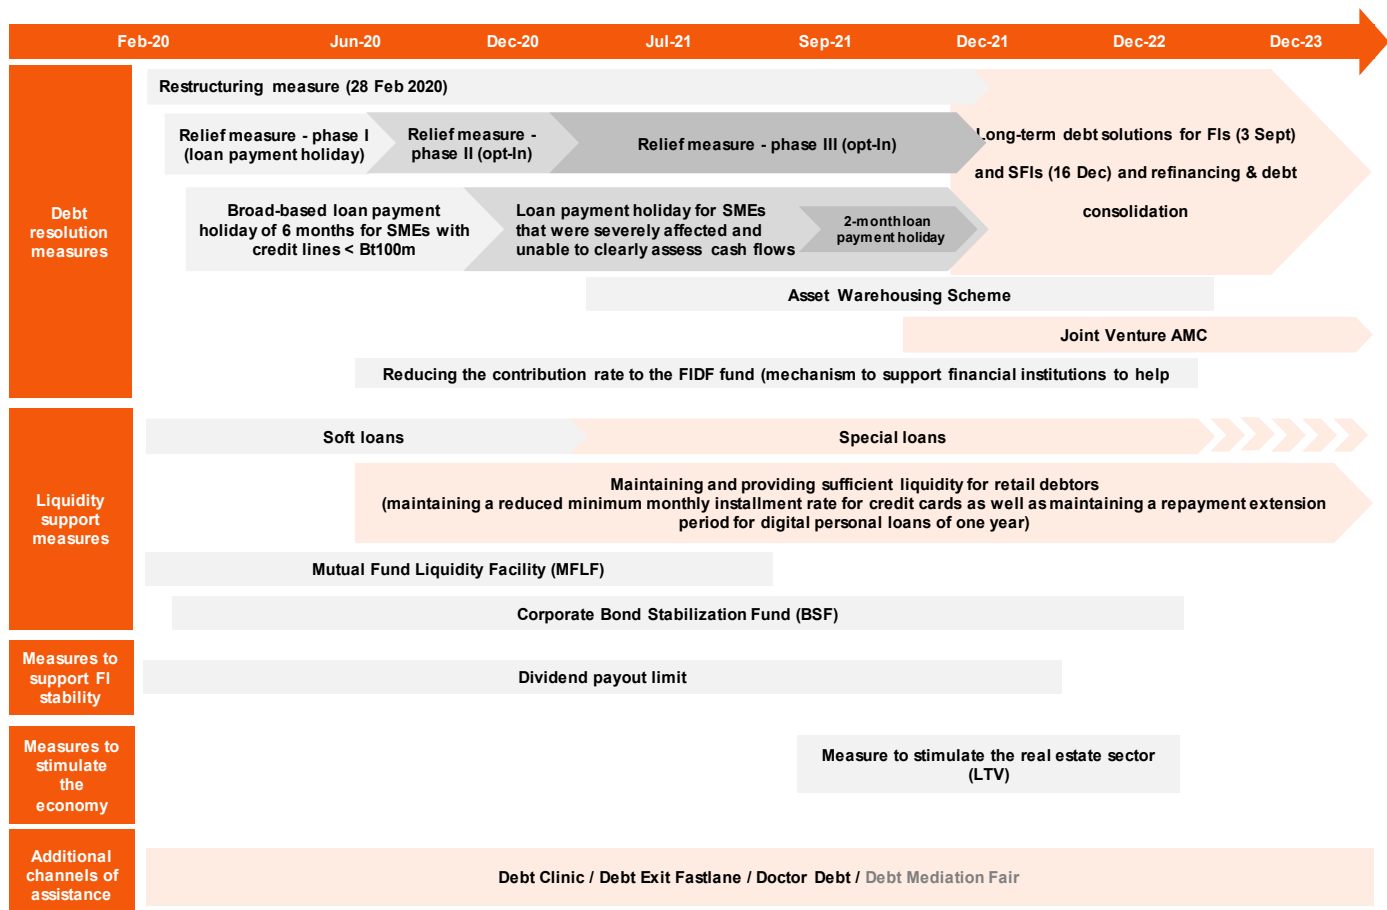 Feb-20 Jun-20 Dec-20 Jul-21 Sep-21 Dec-21 Dec-22 Dec-23
Debt
resolution
measures
Restructuring measure (28 Feb 2020)
Relief measure - phase I
(loan payment holiday)
Relief measure -
phase II (opt-In)
Relief measure - phase III (opt-In)
Long-term debt solutions for FIs (3 Sept)
and SFIs (16 Dec) and refinancing & debt
consolidation
Broad-based loan payment
holiday of 6 months for SMEs with
credit lines < Bt100m
Loan payment holiday for SMEs
that were severely affected and
unable to clearly assess cash flows
2-month loan
payment holiday
Asset Warehousing Scheme
Joint Venture AMC
Reducing the contribution rate to the FIDF fund (mechanism to support financial institutions to help
Liquidity
support
measures
Soft loans
Special loans
Maintaining and providing sufficient liquidity for retail debtors
(maintaining a reduced minimum monthly installment rate for credit cards as well as maintaining a repayment extension
period for digital personal loans of one year)
Mutual Fund Liquidity Facility (MFLF)
Corporate Bond Stabilization Fund (BSF)
Measures to
support FI
stability
Dividend payout limit
Measures to
stimulate
the
economy
Measure to stimulate the real estate sector
(LTV)
Additional
channels of
assistance
Debt Clinic / Debt Exit Fastlane / Doctor Debt / Debt Mediation Fair